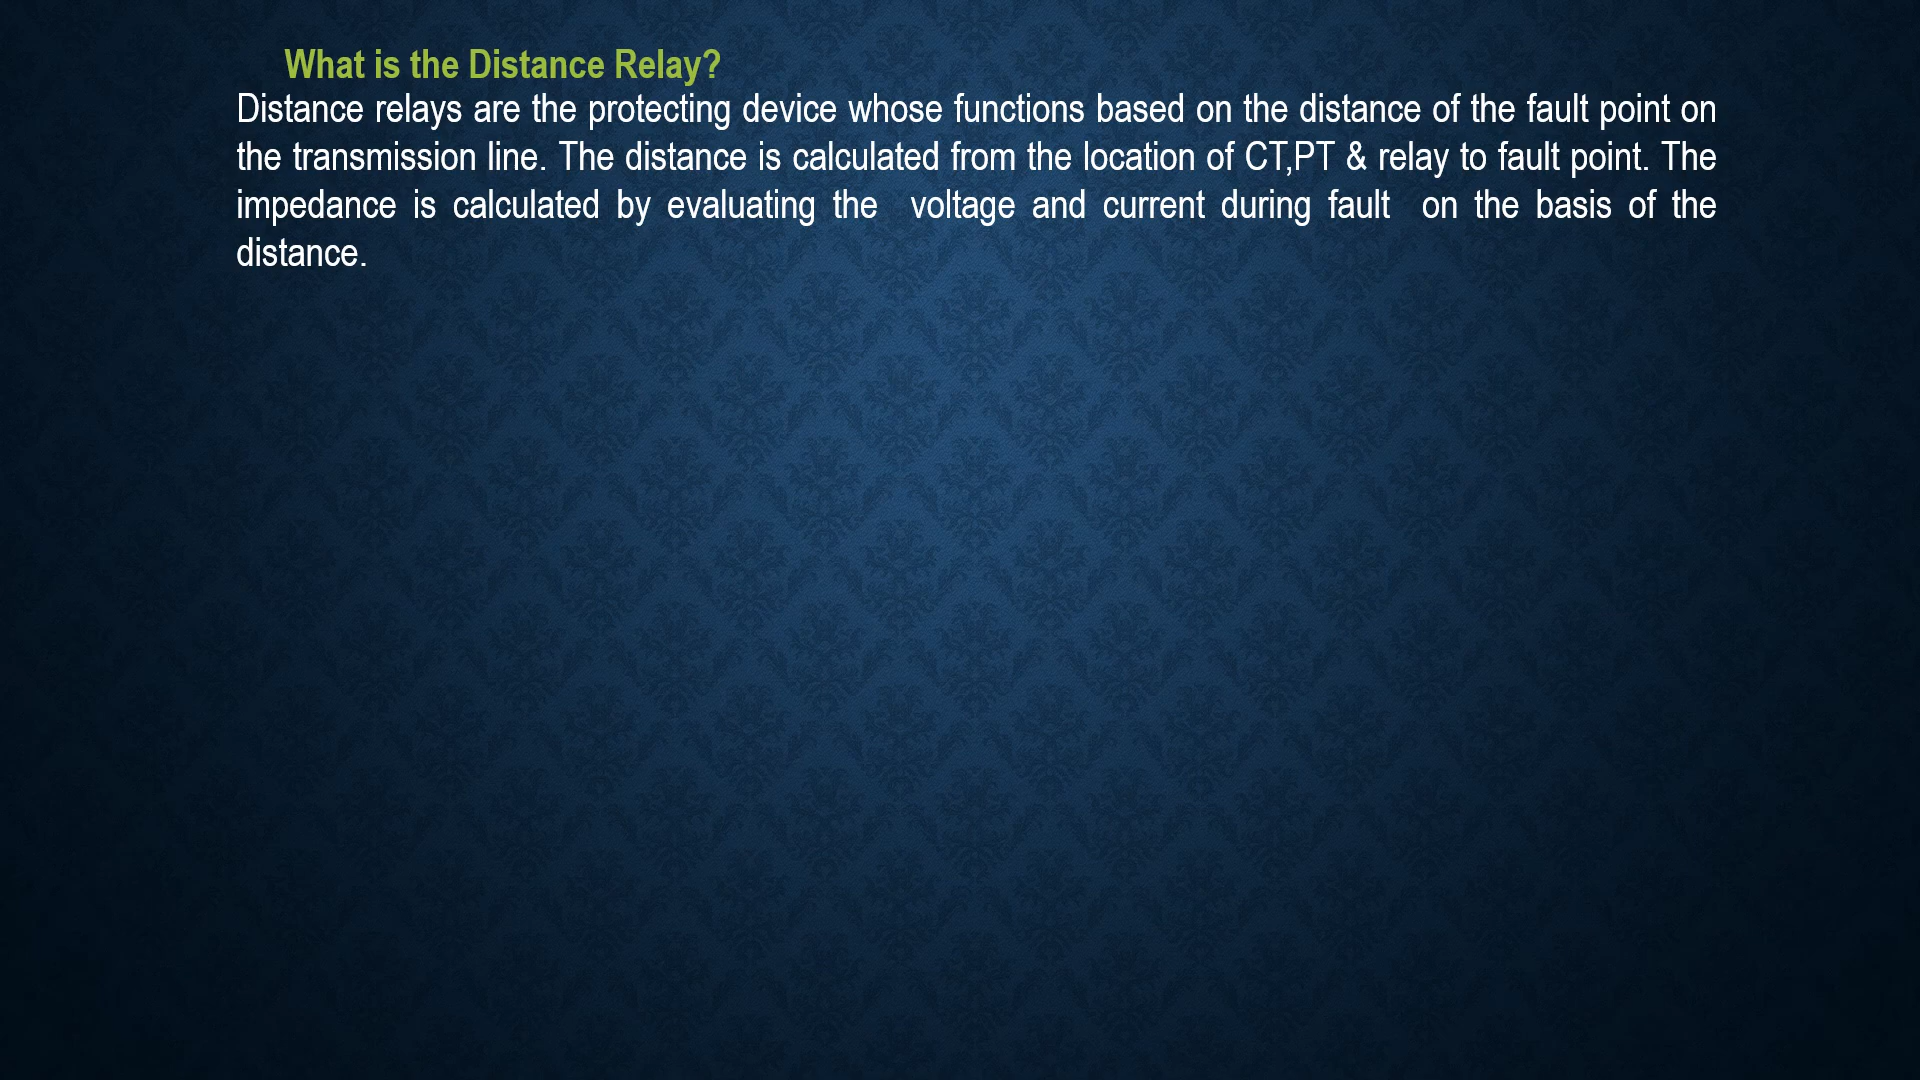 What is the Distance Relay?
Distance relays are the protecting device whose functions based on the distance of the fault point on
the transmission line. The distance is calculated from the location of CT,PT & relay to fault point. The
impedance is calculated by evaluating the  voltage and current during fault  on the basis of the
distance.